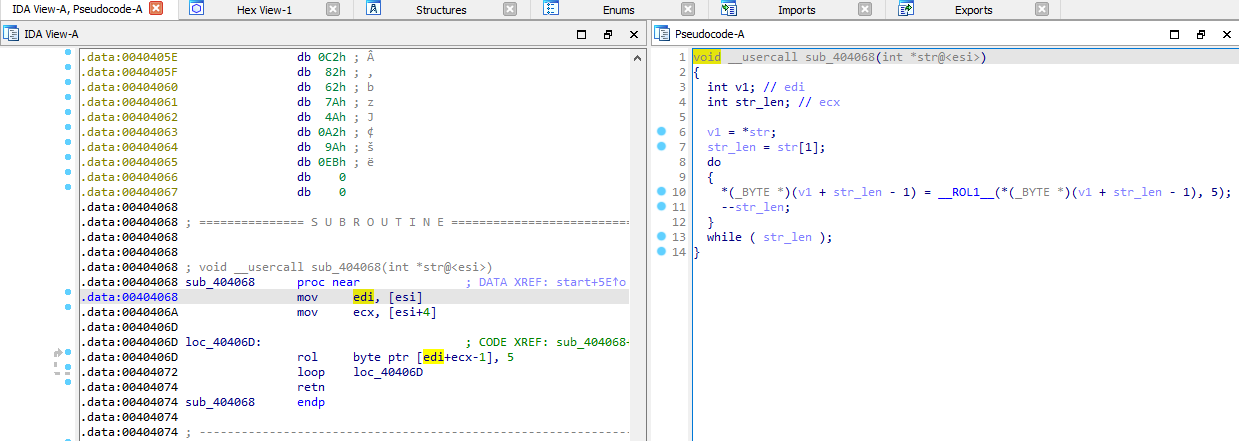 IDA View-A, Pseudocode-A
Hex View-1
Structures
Enums
Imports
Exports
IDA View-A
.data:0040405E db 0C2h ; Â
.data:0040405F db 82h ; ‚
.data:00404060 db 62h ; b
.data:00404061 db 7Ah ; z
.data:00404062 db 4Ah ; J
.data:00404063 db 0A2h ; ¢
.data:00404064 db 9Ah ; š
.data:00404065 db 0EBh ; ë
.data:00404066 db 0
.data:00404067 db 0
.data:00404068
.data:00404068 ; =============== S U B R O U T I N E =========================
.data:00404068
.data:00404068
.data:00404068 ; void __usercall sub_404068(int *str@<esi>)
.data:00404068 sub_404068 proc near ; DATA XREF: start+5E↑o
.data:00404068 mov edi, [esi]
.data:0040406A mov ecx, [esi+4]
.data:0040406D
.data:0040406D loc_40406D: ; CODE XREF: sub_404068+
.data:0040406D rol byte ptr [edi+ecx-1], 5
.data:00404072 loop loc_40406D
.data:00404074 retn
.data:00404074 sub_404068 endp
.data:00404074
.data:00404074 ; ---------------------------------------------------------------
Pseudocode-A
1 void __usercall sub_404068(int *str@<esi>)
2 {
3 int v1; // edi
4 int str_len; // ecx
5
6 v1 = *str;
7 str_len = str[1];
8 do
9 {
10 *(_BYTE *)(v1 + str_len - 1) = __ROL1__(*(_BYTE *)(v1 + str_len - 1), 5);
11 --str_len;
12 }
13 while ( str_len );
14 }